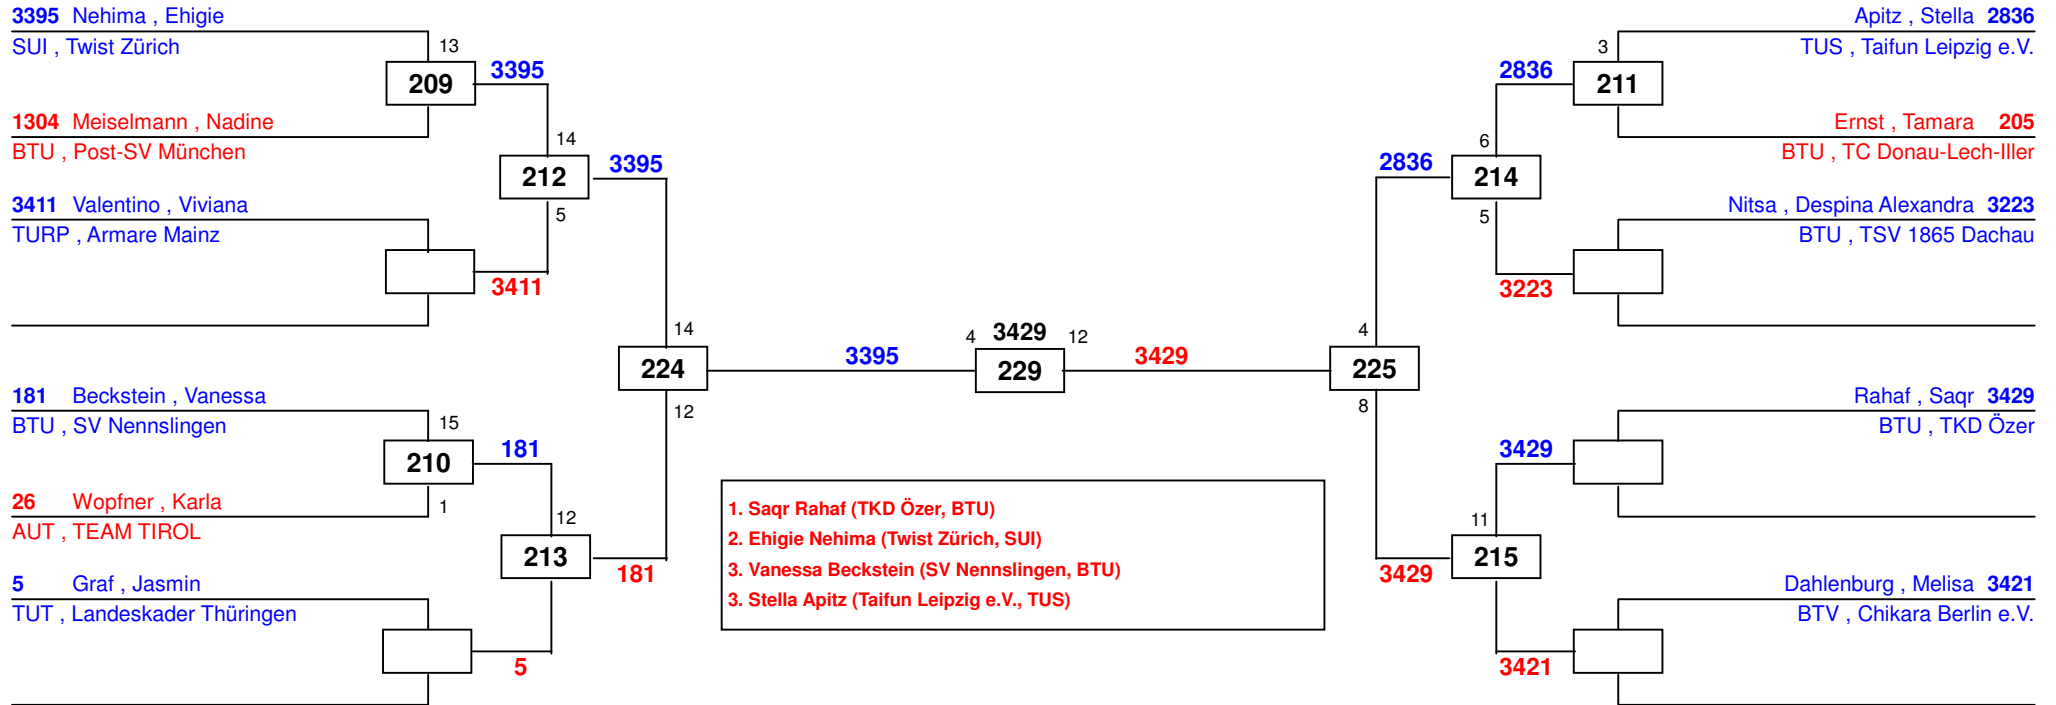 3395 Nehima , Ehigie
SUI , Twist Zürich
13
209
3395
1304 Meiselmann , Nadine
BTU , Post-SV München
14
212
3395
5
3411 Valentino , Viviana
TURP , Armare Mainz
3411
14
224
12
181 Beckstein , Vanessa
BTU , SV Nennslingen
15
210
181
1
26 Wopfner , Karla
AUT , TEAM TIROL
12
213
181
5 Graf , Jasmin
TUT , Landeskader Thüringen
5
3395
4 3429 12
229
3429
1. Saqr Rahaf (TKD Özer, BTU)
2. Ehigie Nehima (Twist Zürich, SUI)
3. Vanessa Beckstein (SV Nennslingen, BTU)
3. Stella Apitz (Taifun Leipzig e.V., TUS)
Apitz , Stella 2836
TUS , Taifun Leipzig e.V.
3
211
2836
Ernst , Tamara 205
BTU , TC Donau-Lech-Iller
6
214
2836
5
Nitsa , Despina Alexandra 3223
BTU , TSV 1865 Dachau
3223
4
225
8
Rahaf , Saqr 3429
BTU , TKD Özer
3429
11
215
3429
Dahlenburg , Melisa 3421
BTV , Chikara Berlin e.V.
3421